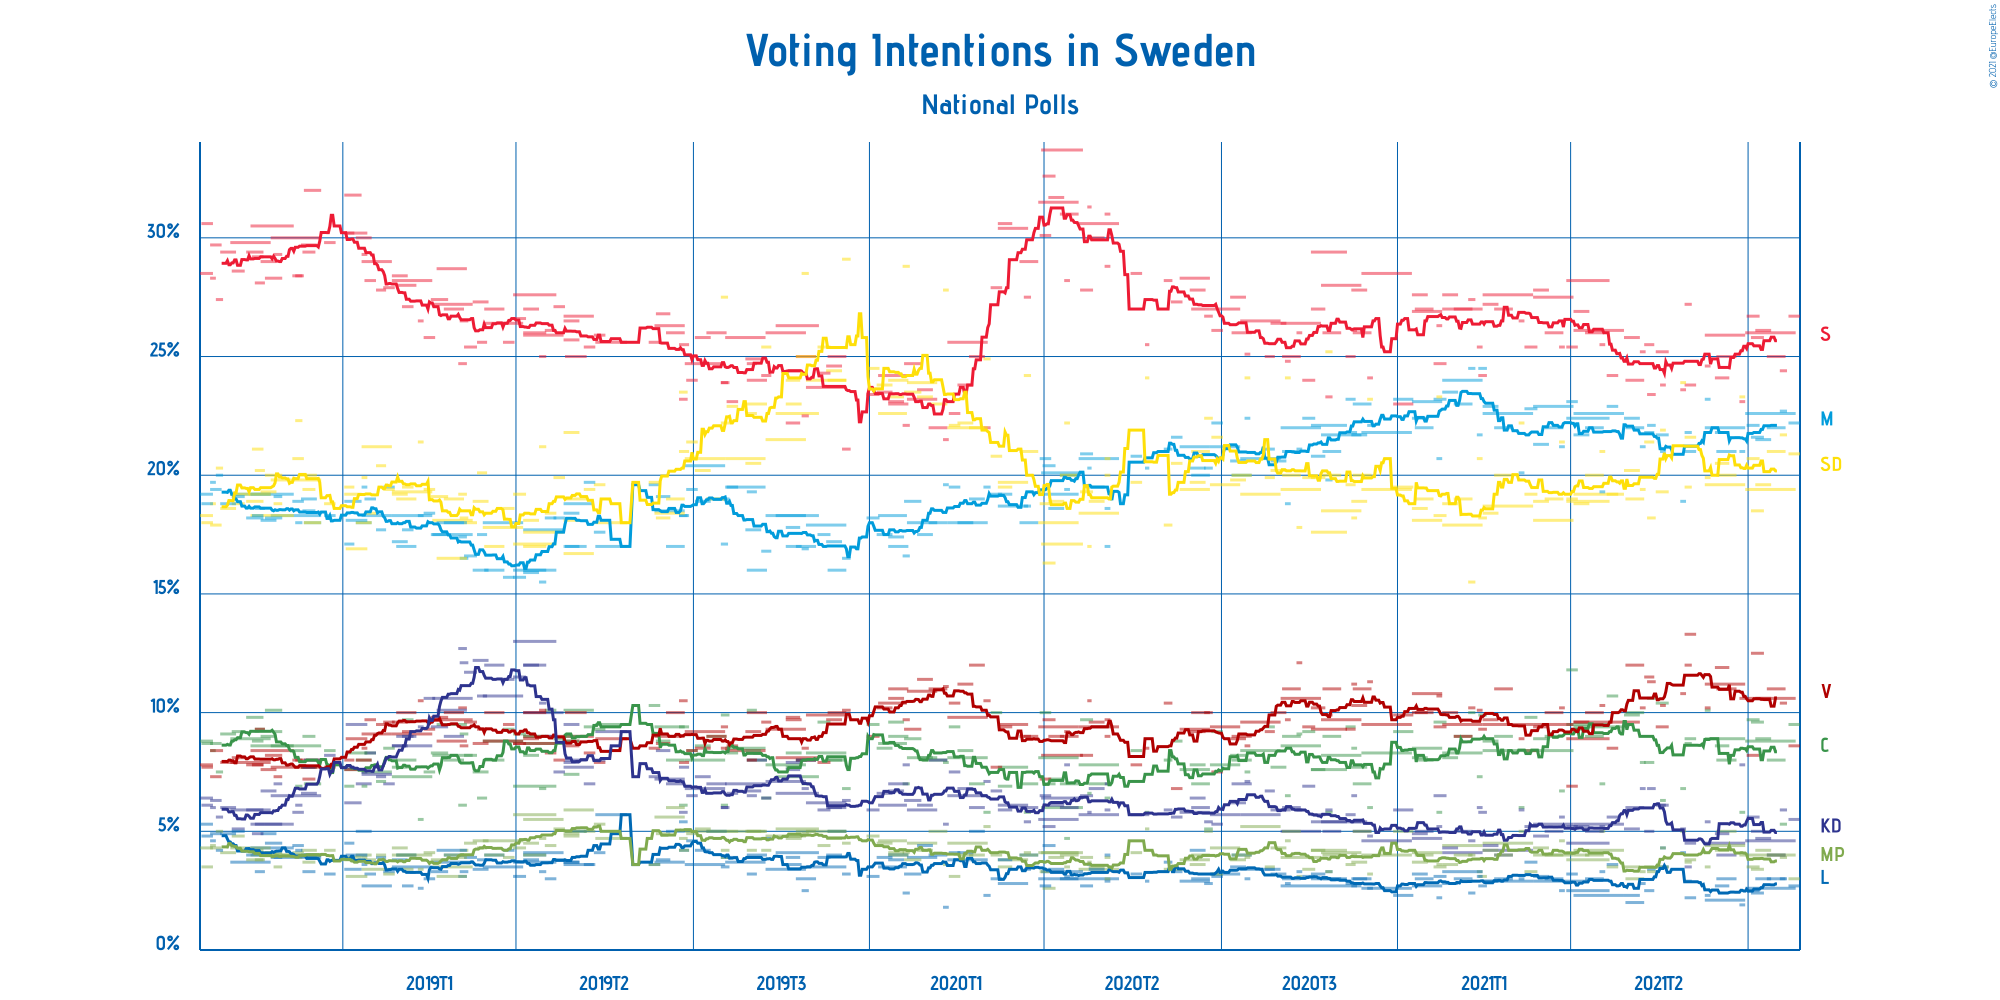 Voting Intentions in Sweden
National Polls
© 2021 @EuropeElects
30%
25%
20%
15%
10%
5%
0%
S
M
SD
V
C
KD
MP
L
2019T1
2019T2
2019T3
2020T1
2020T2
2020T3
2021T1
2021T2